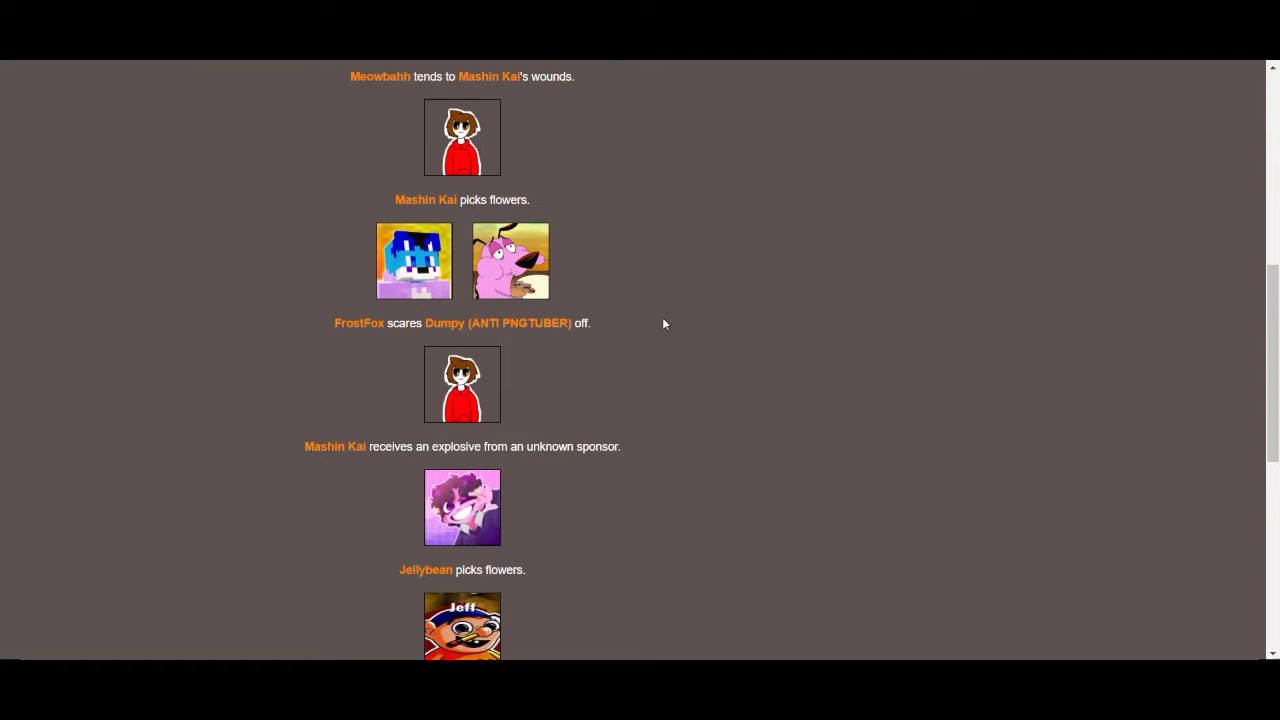 Meowbahh tends to Mashin Kai's wounds.
Mashin Kai picks flowers.
FrostFox scares Dumpy (ANTI PNGTUBER) off.
Mashin Kai receives an explosive from an unknown sponsor.
Jellybean picks flowers.
Jeff